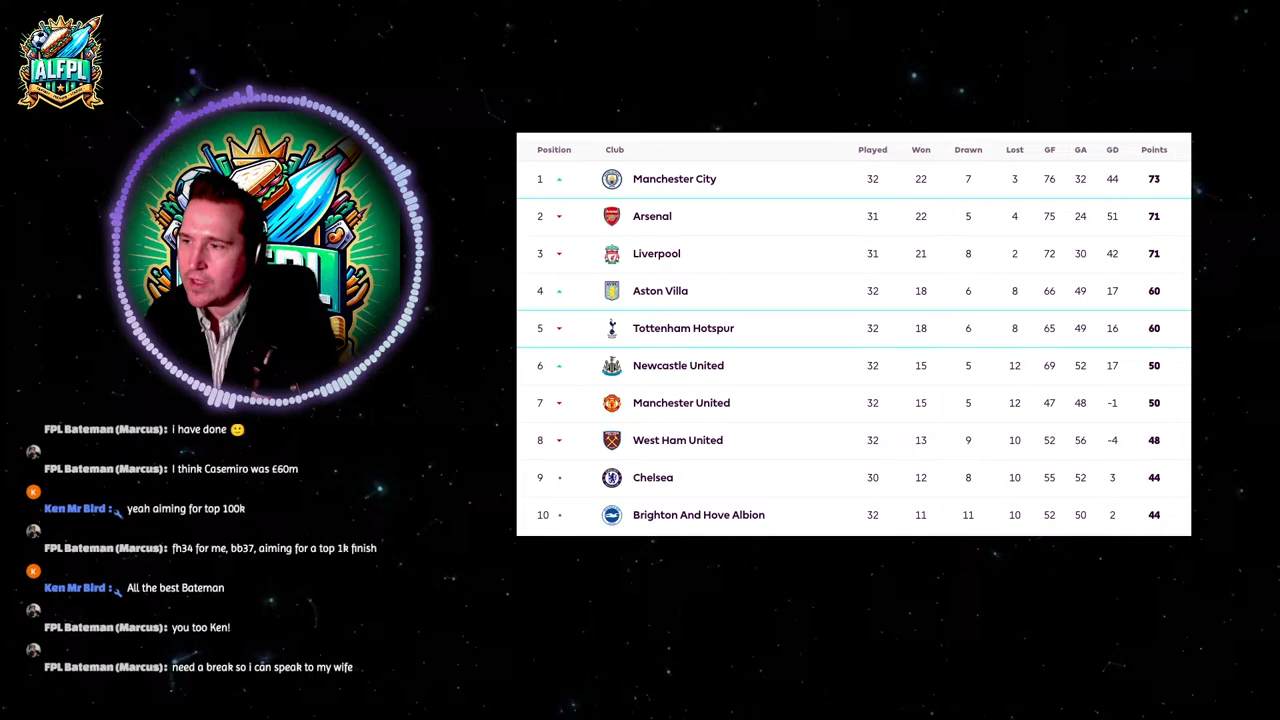 ALFPL
FPL Bateman (Marcus): i have done 🙂
FPL Bateman (Marcus): I think Casemiro was £60m
K
Ken Mr Bird : yeah aiming for top 100k
FPL Bateman (Marcus): fh34 for me, bb37, aiming for a top 1k finish
K
Ken Mr Bird : All the best Bateman
FPL Bateman (Marcus): you too Ken!
FPL Bateman (Marcus): need a break so i can speak to my wife
Position Club Played Won Drawn Lost GF GA GD Points
1 Manchester City 32 22 7 3 76 32 44 73
2 Arsenal 31 22 5 4 75 24 51 71
3 Liverpool 31 21 8 2 72 30 42 71
4 Aston Villa 32 18 6 8 66 49 17 60
5 Tottenham Hotspur 32 18 6 8 65 49 16 60
6 Newcastle United 32 15 5 12 69 52 17 50
7 Manchester United 32 15 5 12 47 48 -1 50
8 West Ham United 32 13 9 10 52 56 -4 48
9 Chelsea 30 12 8 10 55 52 3 44
10 Brighton And Hove Albion 32 11 11 10 52 50 2 44